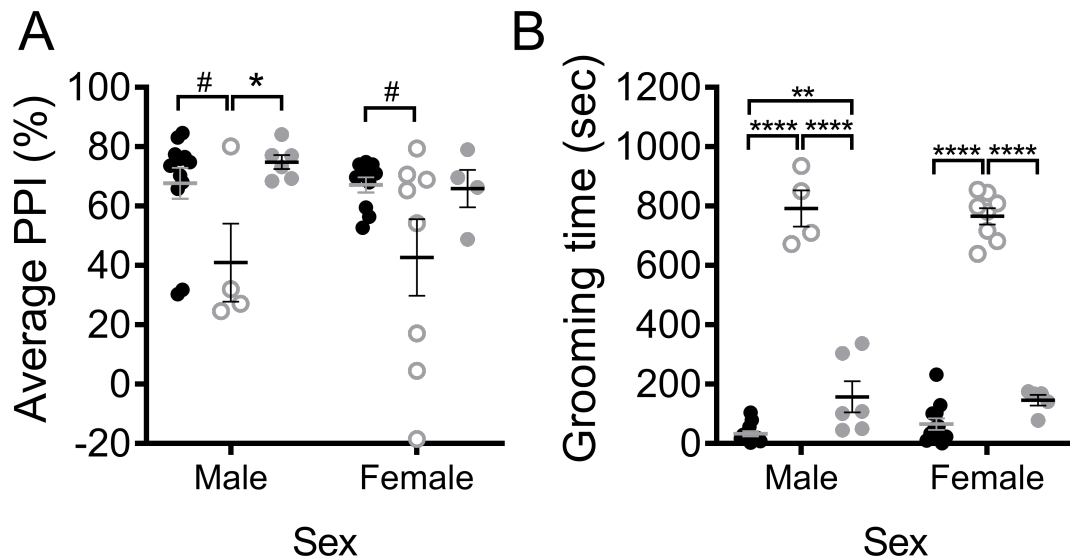 A
Average PPI (%)
100
80
60
40
20
0
-20
# *
#
Male
Female
Sex
B
Grooming time (sec)
1200
1000
800
600
400
200
0
**
**** ****
**** ****
Male
Female
Sex